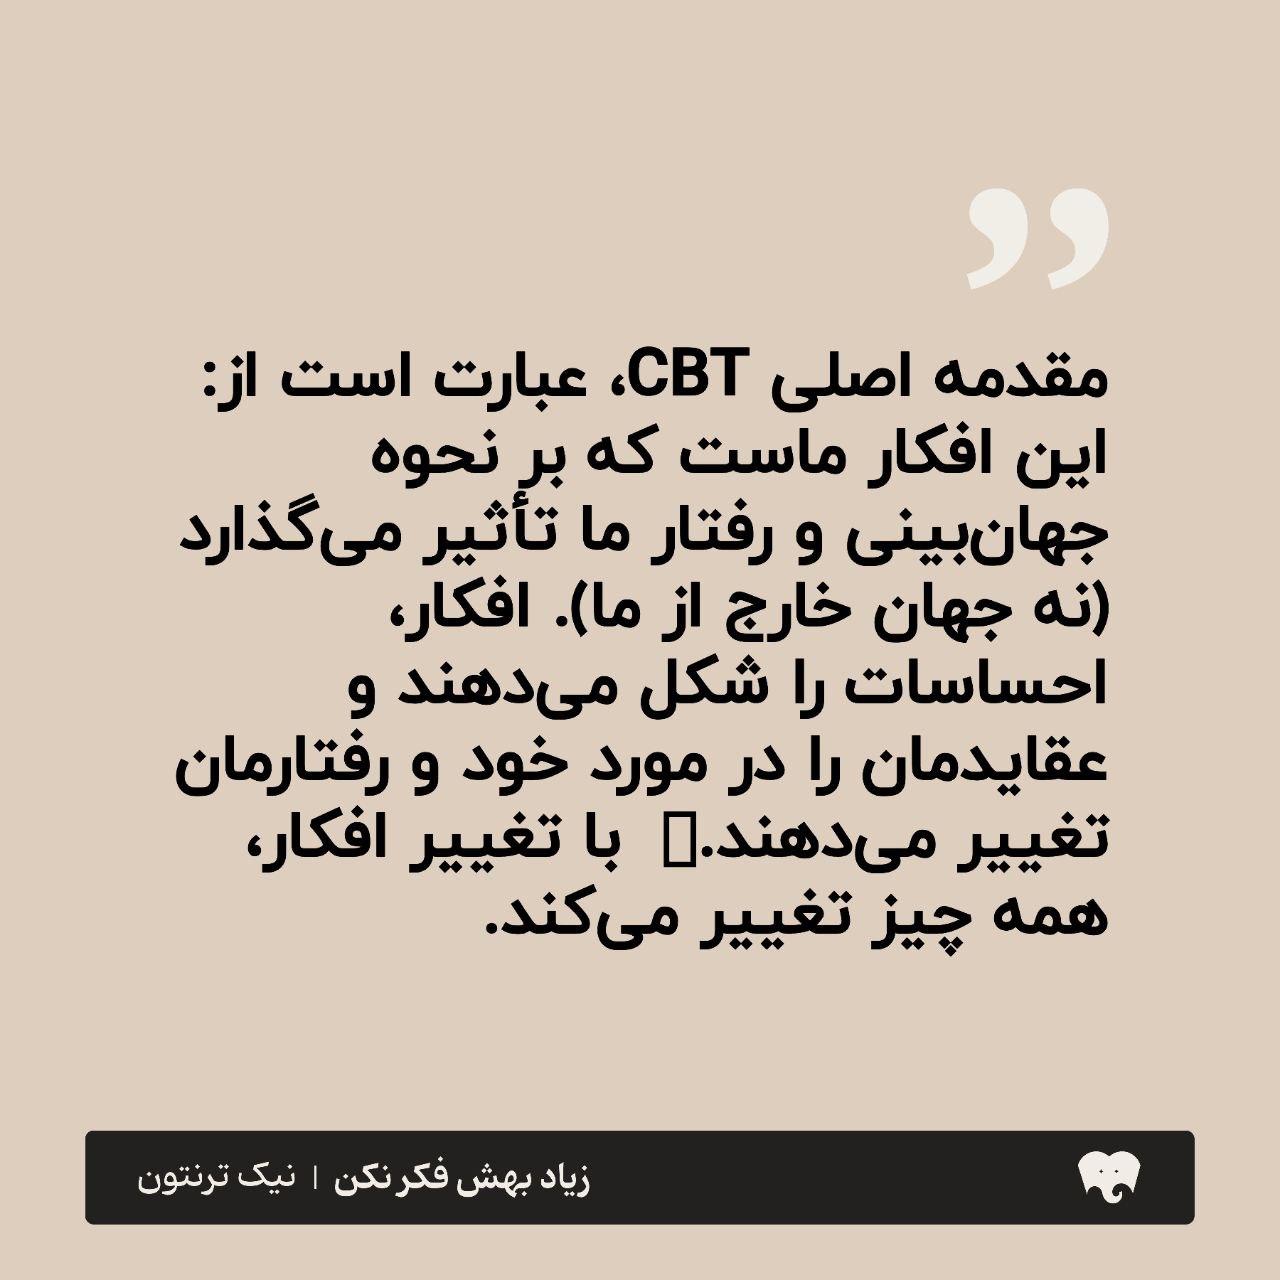 ”
مقدمه اصلی CBT، عبارت است از:
این افکار ماست که بر نحوه
جهان‌بینی و رفتار ما تأثیر می‌گذارد
(نه جهان خارج از ما). افکار،
احساسات را شکل می‌دهند و
عقایدمان را در مورد خود و رفتارمان
تغییر می‌دهند. با تغییر افکار،
همه چیز تغییر می‌کند.
زیاد بهش فکر نکن | نیک ترنتون